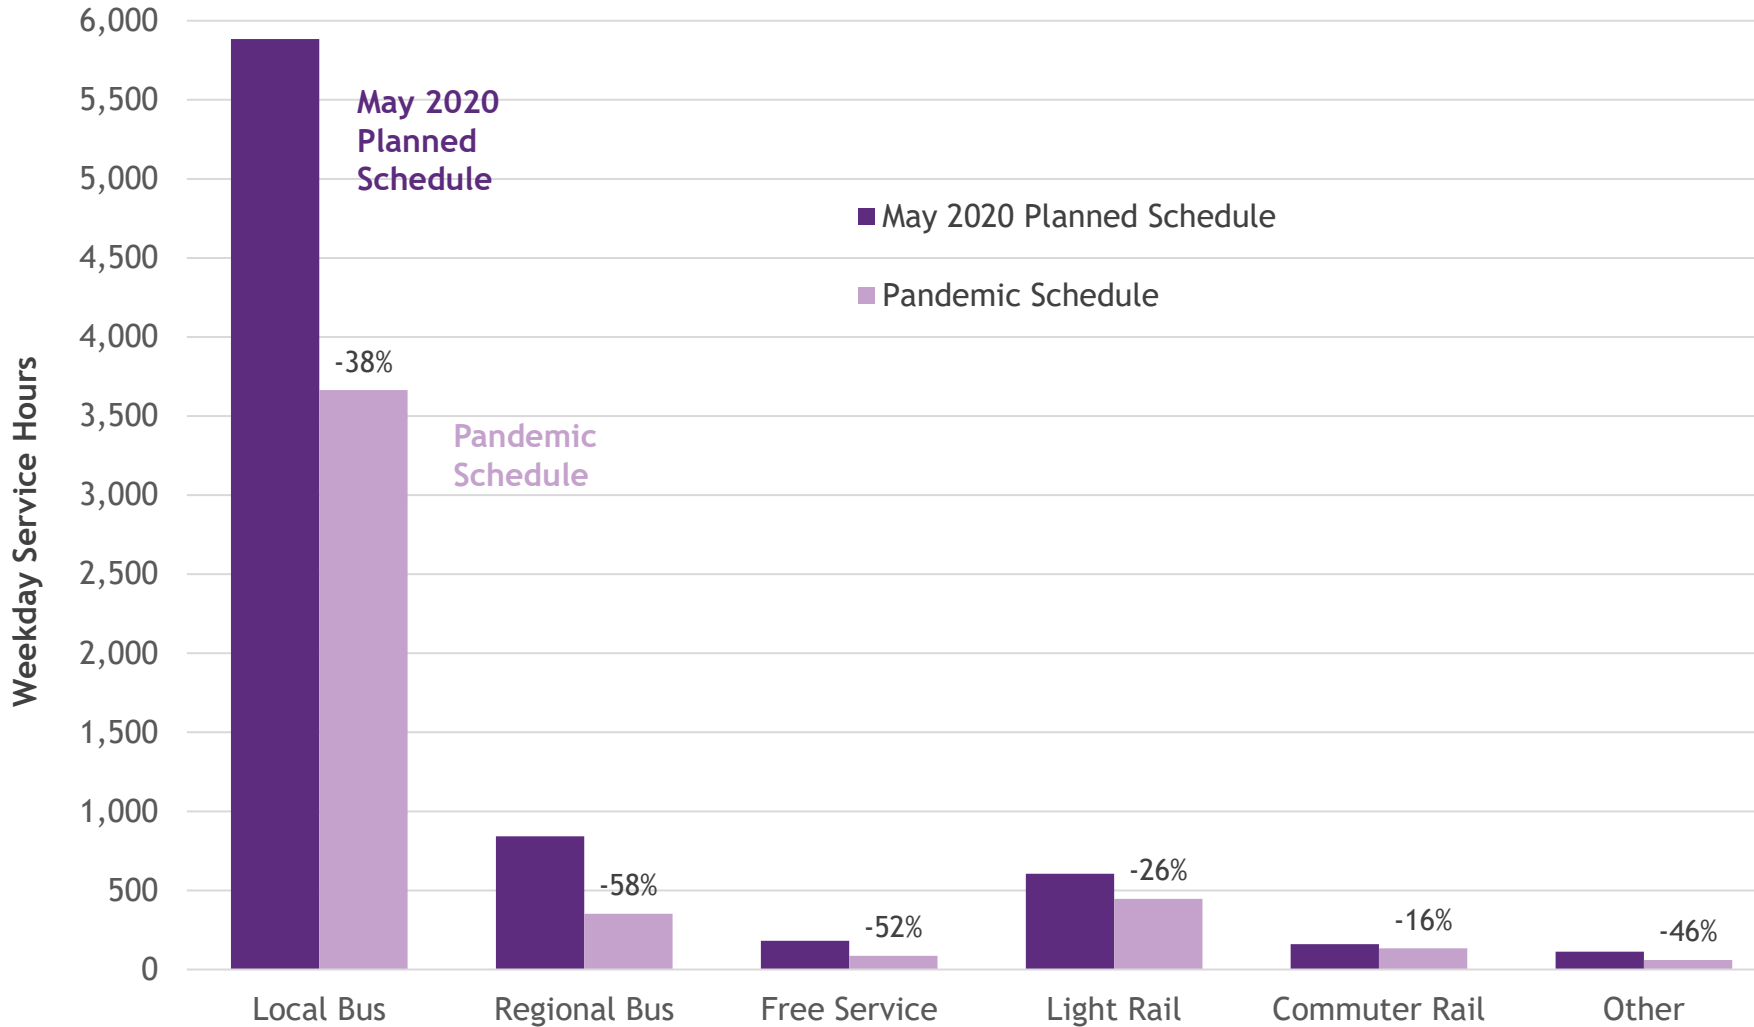 6,000
5,500
5,000
4,500
4,000
3,500
3,000
2,500
2,000
1,500
1,000
500
0
Weekday Service Hours
May 2020
Planned
Schedule
Pandemic
Schedule
May 2020 Planned Schedule
Pandemic Schedule
-38%
-58%
-52%
-26%
-16%
-46%
Local Bus
Regional Bus
Free Service
Light Rail
Commuter Rail
Other